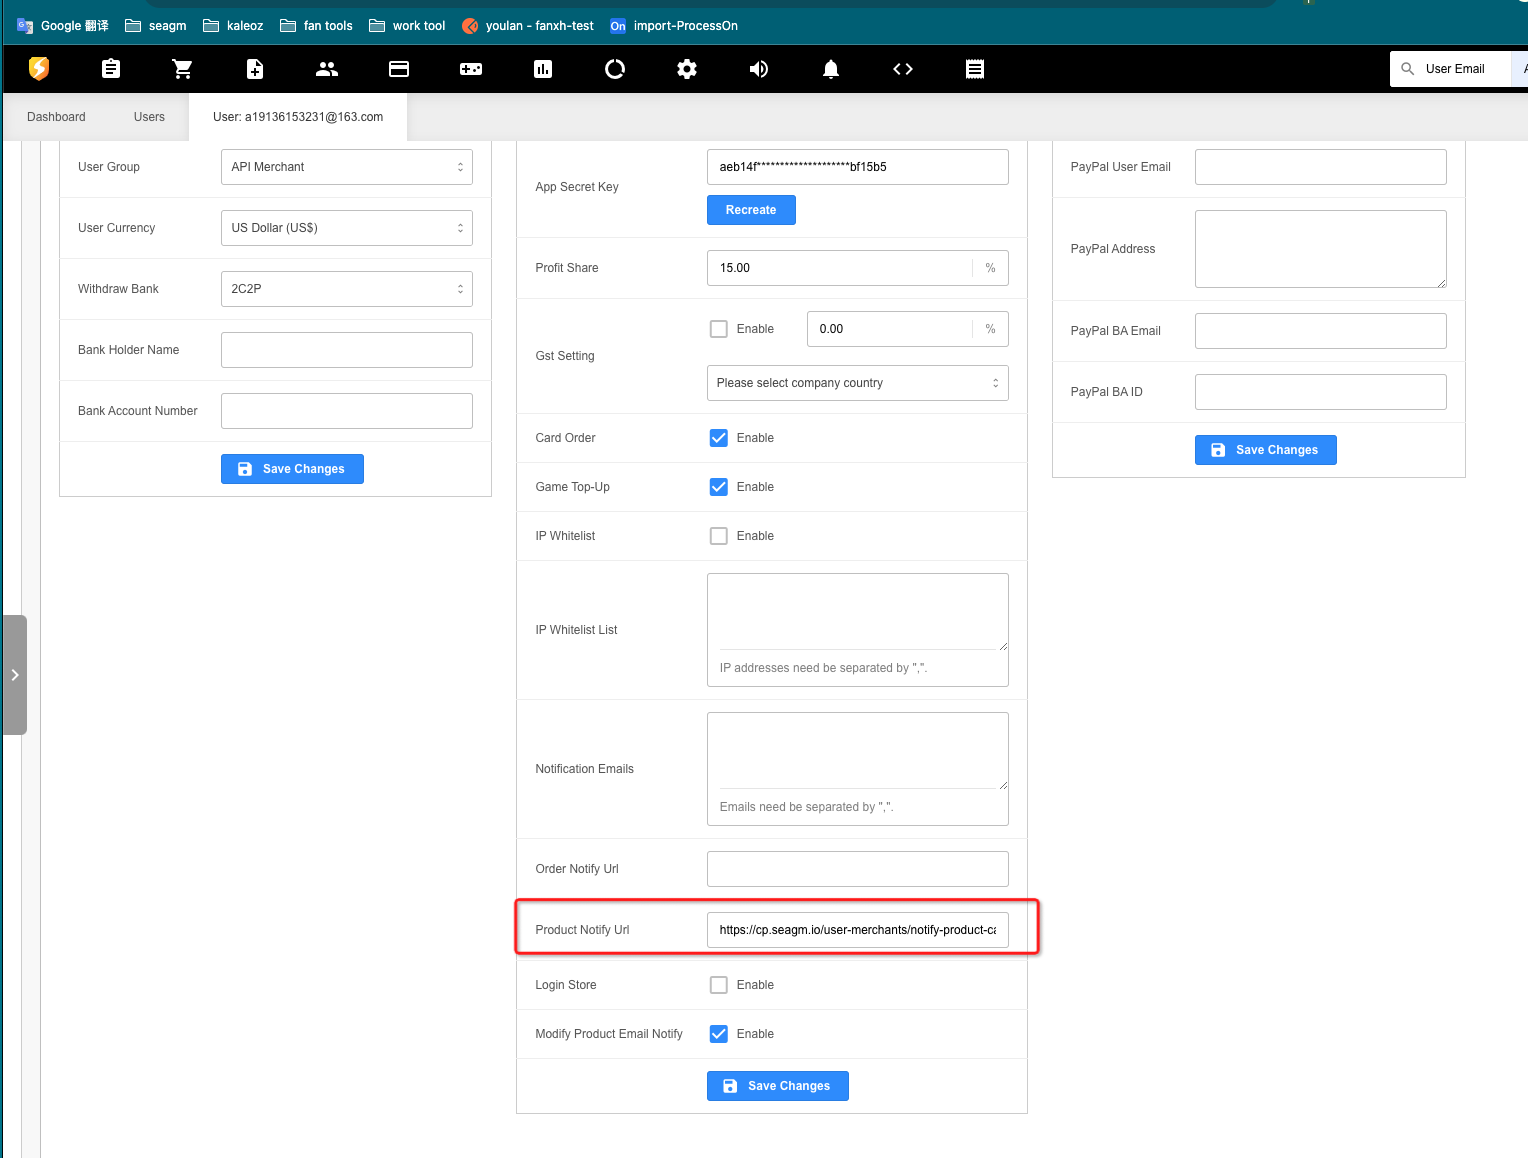 Google 翻译
seagm
kaleoz
fan tools
work tool
youlan - fanxh-test
On
import-ProcessOn
User Email
Dashboard
Users
User: a19136153231@163.com
User Group
API Merchant
User Currency
US Dollar (US$)
Withdraw Bank
2C2P
Bank Holder Name
Bank Account Number
Save Changes
App Secret Key
aeb14f********************bf15b5
Recreate
Profit Share
15.00
%
Gst Setting
Enable
0.00
%
Please select company country
Card Order
Enable
Game Top-Up
Enable
IP Whitelist
Enable
IP Whitelist List
IP addresses need be separated by ",".
Notification Emails
Emails need be separated by ",".
Order Notify Url
Product Notify Url
https://cp.seagm.io/user-merchants/notify-product-ca
Login Store
Enable
Modify Product Email Notify
Enable
Save Changes
PayPal User Email
PayPal Address
PayPal BA Email
PayPal BA ID
Save Changes